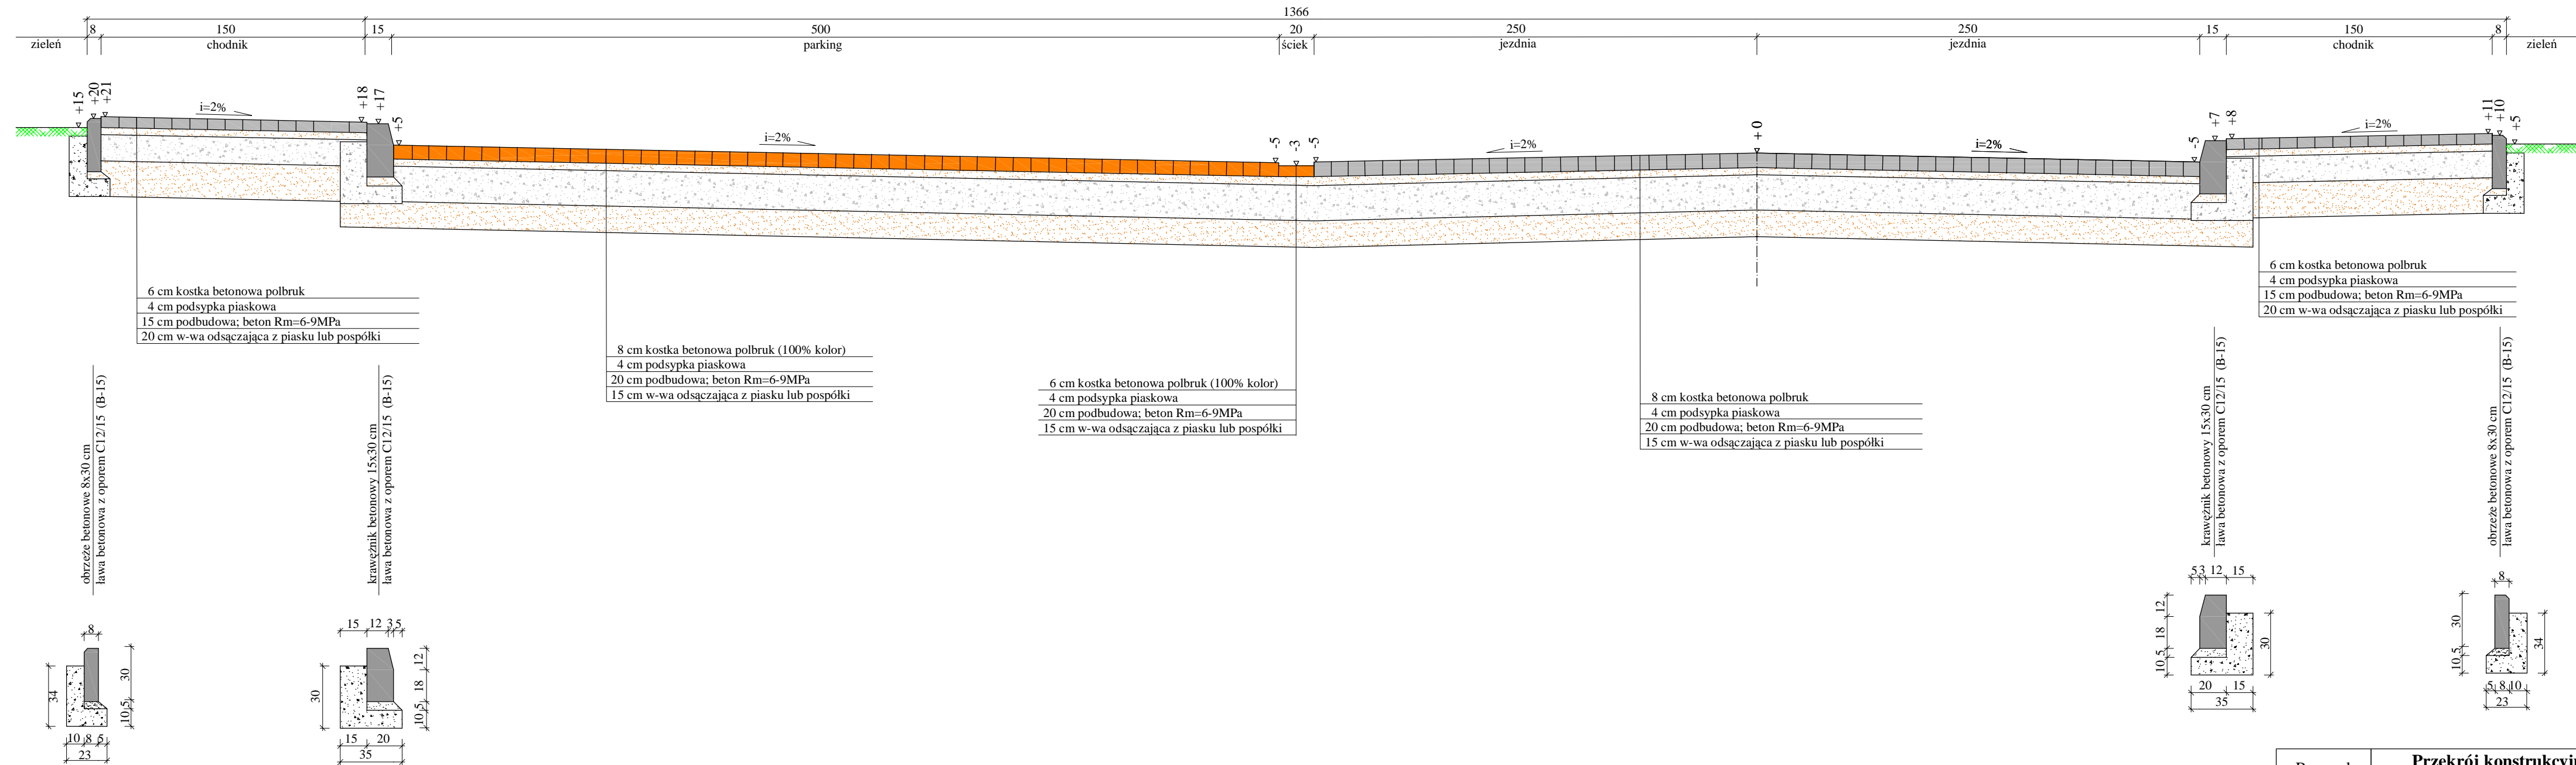 1366
8 150 15 500 20 250 250 15 150 8
zieleń chodnik parking ściek jezdnia jezdnia chodnik zieleń
+15 +20 +21 +18 +17 +5 -5 -3 -5 +0 -5 +7 +8 +11 +10 +5
i=2% i=2% i=2% i=2% i=2%
6 cm kostka betonowa polbruk
4 cm podsypka piaskowa
15 cm podbudowa; beton Rm=6-9MPa
20 cm w-wa odsączająca z piasku lub pospółki
8 cm kostka betonowa polbruk (100% kolor)
4 cm podsypka piaskowa
20 cm podbudowa; beton Rm=6-9MPa
15 cm w-wa odsączająca z piasku lub pospółki
6 cm kostka betonowa polbruk (100% kolor)
4 cm podsypka piaskowa
20 cm podbudowa; beton Rm=6-9MPa
15 cm w-wa odsączająca z piasku lub pospółki
8 cm kostka betonowa polbruk
4 cm podsypka piaskowa
20 cm podbudowa; beton Rm=6-9MPa
15 cm w-wa odsączająca z piasku lub pospółki
6 cm kostka betonowa polbruk
4 cm podsypka piaskowa
15 cm podbudowa; beton Rm=6-9MPa
20 cm w-wa odsączająca z piasku lub pospółki
obrzeże betonowe 8x30 cm
ława betonowa z oporem C12/15 (B-15)
krawężnik betonowy 15x30 cm
ława betonowa z oporem C12/15 (B-15)
krawężnik betonowy 15x30 cm
ława betonowa z oporem C12/15 (B-15)
obrzeże betonowe 8x30 cm
ława betonowa z oporem C12/15 (B-15)
8
34
30
5
10
10 8 5
23
15 12 3 5
30
12
18
5
10
15 20
35
5 3 12 15
12
18
5
10
30
20 15
35
8
30
5
10
34
5 8 10
23
Przekrój konstrukcyj